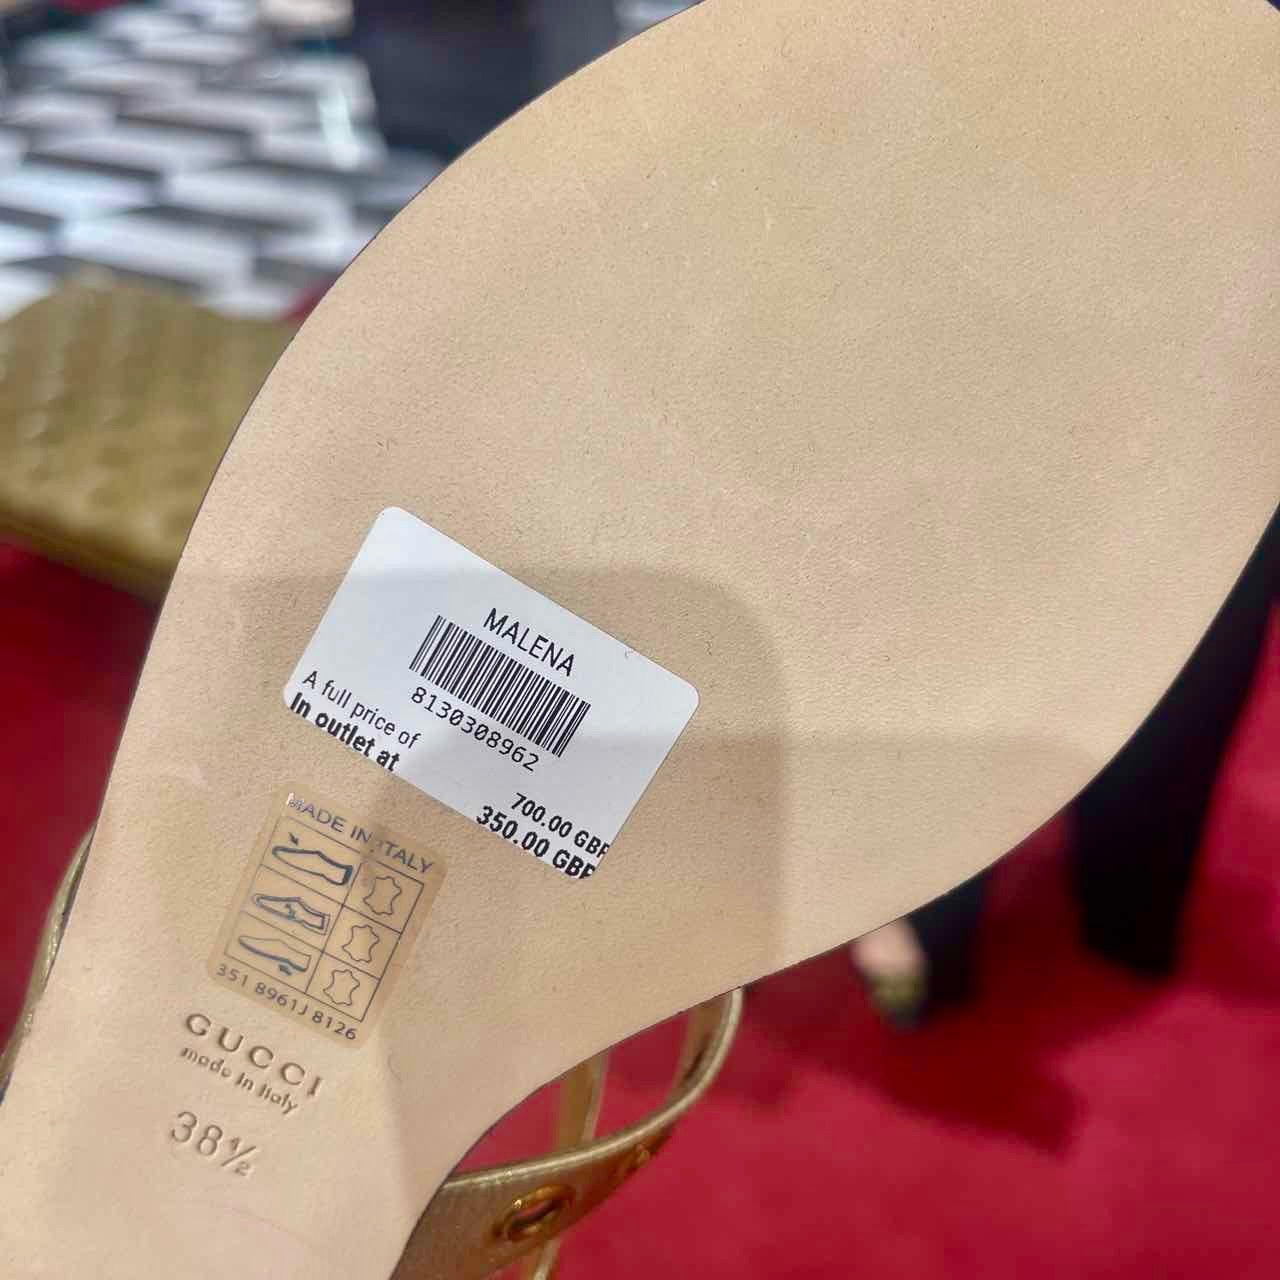 MALENA
8130308962
A full price of 700.00 GBP
In outlet at 350.00 GBP
MADE IN ITALY
351 8961J 8126
GUCCI
made in italy
38½